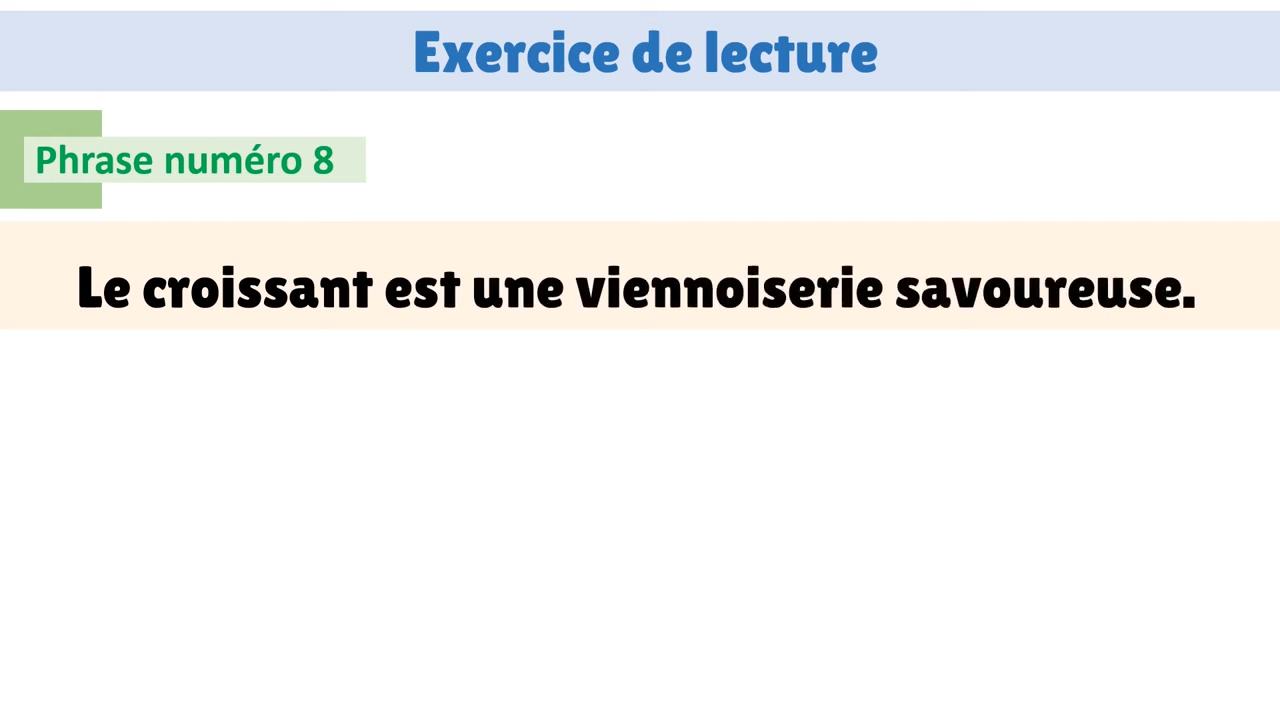 Exercice de lecture
Phrase numéro 8
Le croissant est une viennoiserie savoureuse.